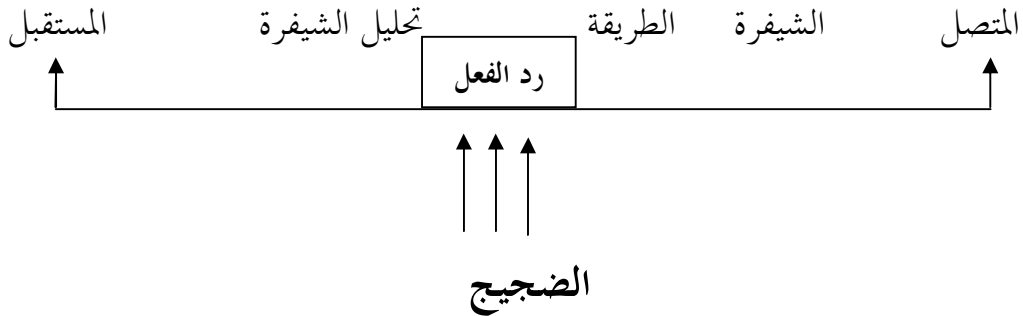 المتصل الشيفرة الطريقة تحليل الشيفرة المستقبل
رد الفعل
الضجيج